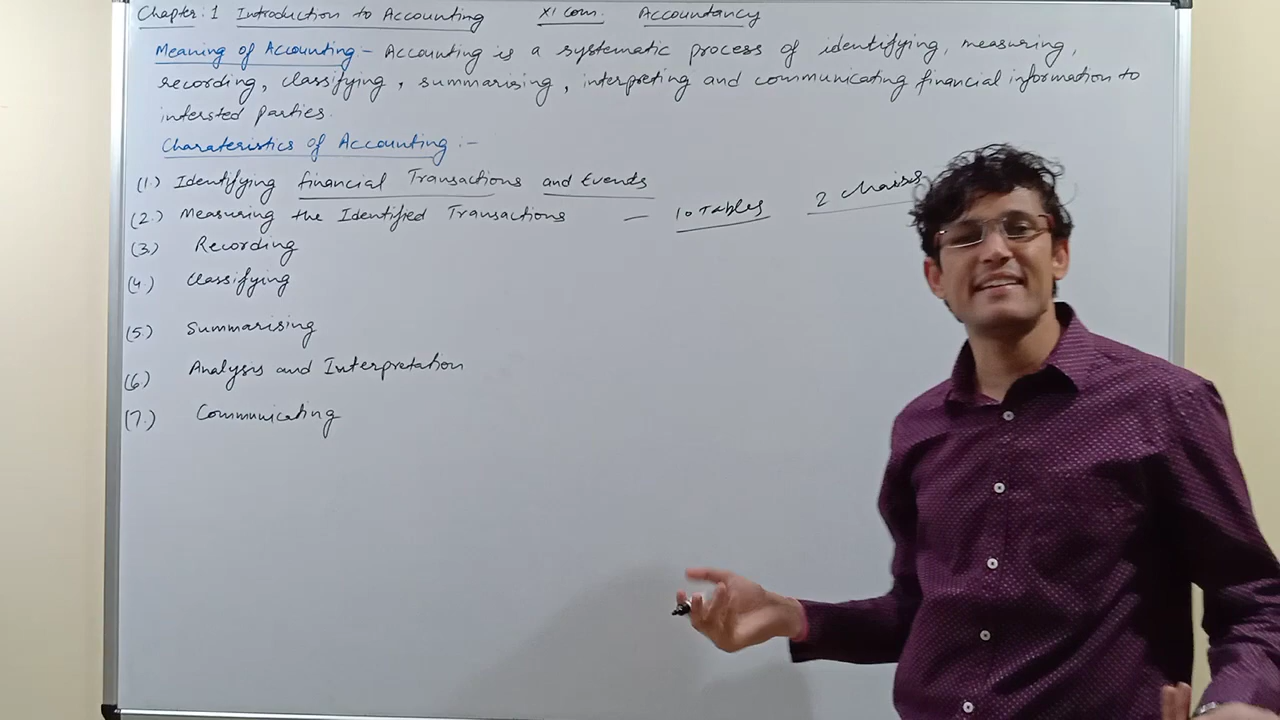 Chapter: 1 Introduction to Accounting XI Com. Accountancy
Meaning of Accounting - Accounting is a systematic process of identifying, measuring,
recording, classifying, summarising, interpreting and communicating financial information to
intersted parties.
Charateristics of Accounting :-
(1.) Identifying financial Transactions and Events
(2.) Measuring the Identified Transactions — 10 Tables 2 chairs
(3.) Recording
(4.) Classifying
(5.) Summarising
(6.) Analysis and Interpretation
(7.) Communicating